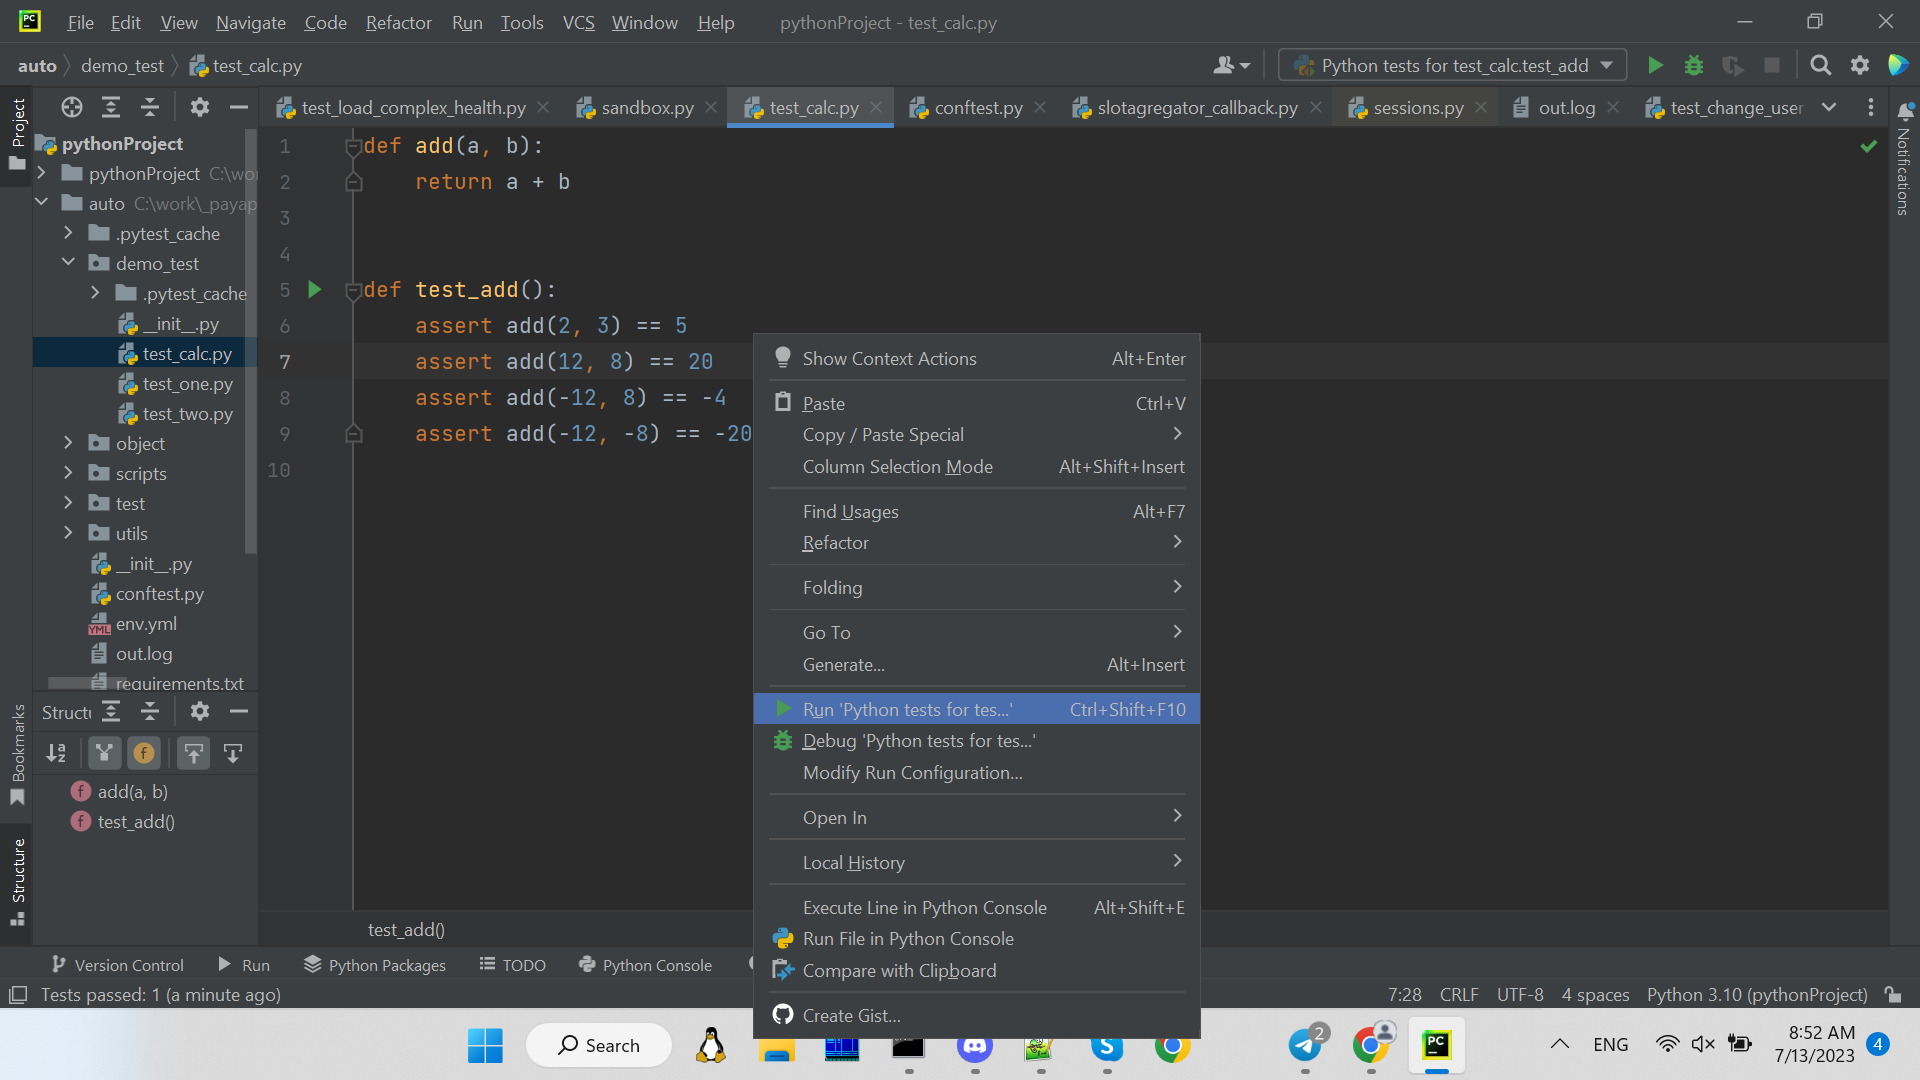 PC File Edit View Navigate Code Refactor Run Tools VCS Window Help pythonProject - test_calc.py
auto demo_test test_calc.py Python tests for test_calc.test_add
test_load_complex_health.py sandbox.py test_calc.py conftest.py slotagregator_callback.py sessions.py out.log test_change_user
Project
Notifications
pythonProject
pythonProject C:\wo
auto C:\work\_payap
.pytest_cache
demo_test
.pytest_cache
__init__.py
test_calc.py
test_one.py
test_two.py
object
scripts
test
utils
__init__.py
conftest.py
env.yml
out.log
requirements.txt
1 def add(a, b):
2 return a + b
3
4
5 def test_add():
6 assert add(2, 3) == 5
7 assert add(12, 8) == 20
8 assert add(-12, 8) == -4
9 assert add(-12, -8) == -20
10
Show Context Actions Alt+Enter
Paste Ctrl+V
Copy / Paste Special
Column Selection Mode Alt+Shift+Insert
Find Usages Alt+F7
Refactor
Folding
Go To
Generate... Alt+Insert
Run 'Python tests for tes...' Ctrl+Shift+F10
Debug 'Python tests for tes...'
Modify Run Configuration...
Open In
Local History
Execute Line in Python Console Alt+Shift+E
Run File in Python Console
Compare with Clipboard
Create Gist...
Bookmarks
Structure
Structu
add(a, b)
test_add()
test_add()
Version Control Run Python Packages TODO Python Console
Tests passed: 1 (a minute ago) 7:28 CRLF UTF-8 4 spaces Python 3.10 (pythonProject)
Search 2 PC ENG 8:52 AM
7/13/2023 4